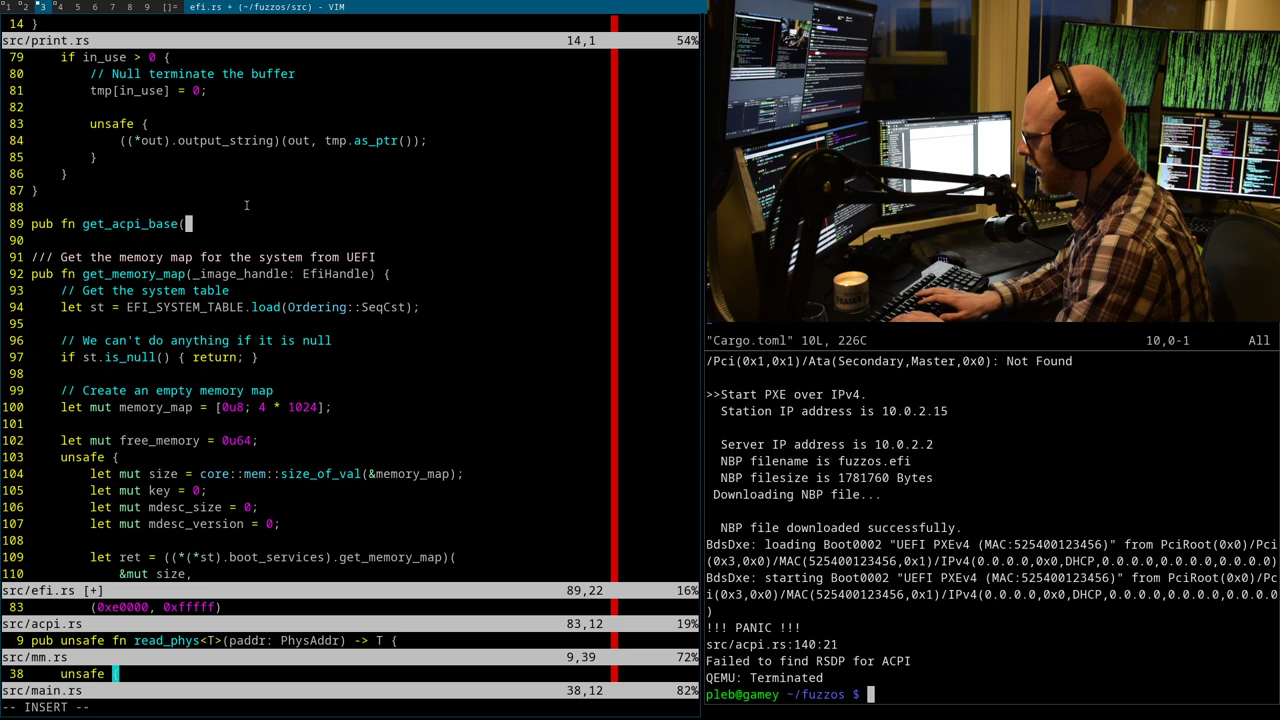 1 2 3 4 5 6 7 8 9 []= efi.rs + (~/fuzzos/src) - VIM
14 }
src/print.rs 14,1 54%
79 if in_use > 0 {
80 // Null terminate the buffer
81 tmp[in_use] = 0;
82
83 unsafe {
84 ((*out).output_string)(out, tmp.as_ptr());
85 }
86 }
87 }
88
89 pub fn get_acpi_base(
90
91 /// Get the memory map for the system from UEFI
92 pub fn get_memory_map(_image_handle: EfiHandle) {
93 // Get the system table
94 let st = EFI_SYSTEM_TABLE.load(Ordering::SeqCst);
95
96 // We can't do anything if it is null
97 if st.is_null() { return; }
98
99 // Create an empty memory map
100 let mut memory_map = [0u8; 4 * 1024];
101
102 let mut free_memory = 0u64;
103 unsafe {
104 let mut size = core::mem::size_of_val(&memory_map);
105 let mut key = 0;
106 let mut mdesc_size = 0;
107 let mut mdesc_version = 0;
108
109 let ret = ((*(*st).boot_services).get_memory_map)(
110 &mut size,
src/efi.rs [+] 89,22 16%
83 (0xe0000, 0xfffff)
src/acpi.rs 83,12 19%
9 pub unsafe fn read_phys<T>(paddr: PhysAddr) -> T {
src/mm.rs 9,39 72%
38 unsafe {
src/main.rs 38,12 82%
-- INSERT --
~
"Cargo.toml" 10L, 226C 10,0-1 All
/Pci(0x1,0x1)/Ata(Secondary,Master,0x0): Not Found
>>Start PXE over IPv4.
Station IP address is 10.0.2.15
Server IP address is 10.0.2.2
NBP filename is fuzzos.efi
NBP filesize is 1781760 Bytes
Downloading NBP file...
NBP file downloaded successfully.
BdsDxe: loading Boot0002 "UEFI PXEv4 (MAC:525400123456)" from PciRoot(0x0)/Pci
(0x3,0x0)/MAC(525400123456,0x1)/IPv4(0.0.0.0,0x0,DHCP,0.0.0.0,0.0.0.0,0.0.0.0)
BdsDxe: starting Boot0002 "UEFI PXEv4 (MAC:525400123456)" from PciRoot(0x0)/Pc
i(0x3,0x0)/MAC(525400123456,0x1)/IPv4(0.0.0.0,0x0,DHCP,0.0.0.0,0.0.0.0,0.0.0.0
)
!!! PANIC !!!
src/acpi.rs:140:21
Failed to find RSDP for ACPI
QEMU: Terminated
pleb@gamey ~/fuzzos $